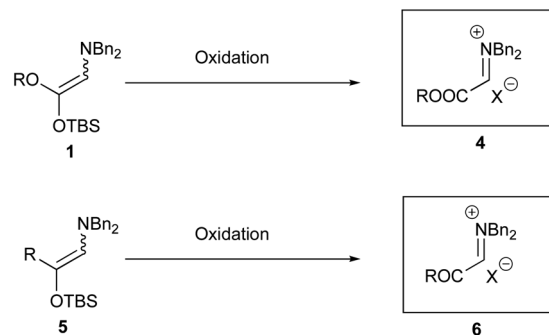 NBn2
Oxidation
RO
OTBS
1
⊕
NBn2
ROOC
X⊖
4
NBn2
Oxidation
R
OTBS
5
⊕
NBn2
ROC
X⊖
6